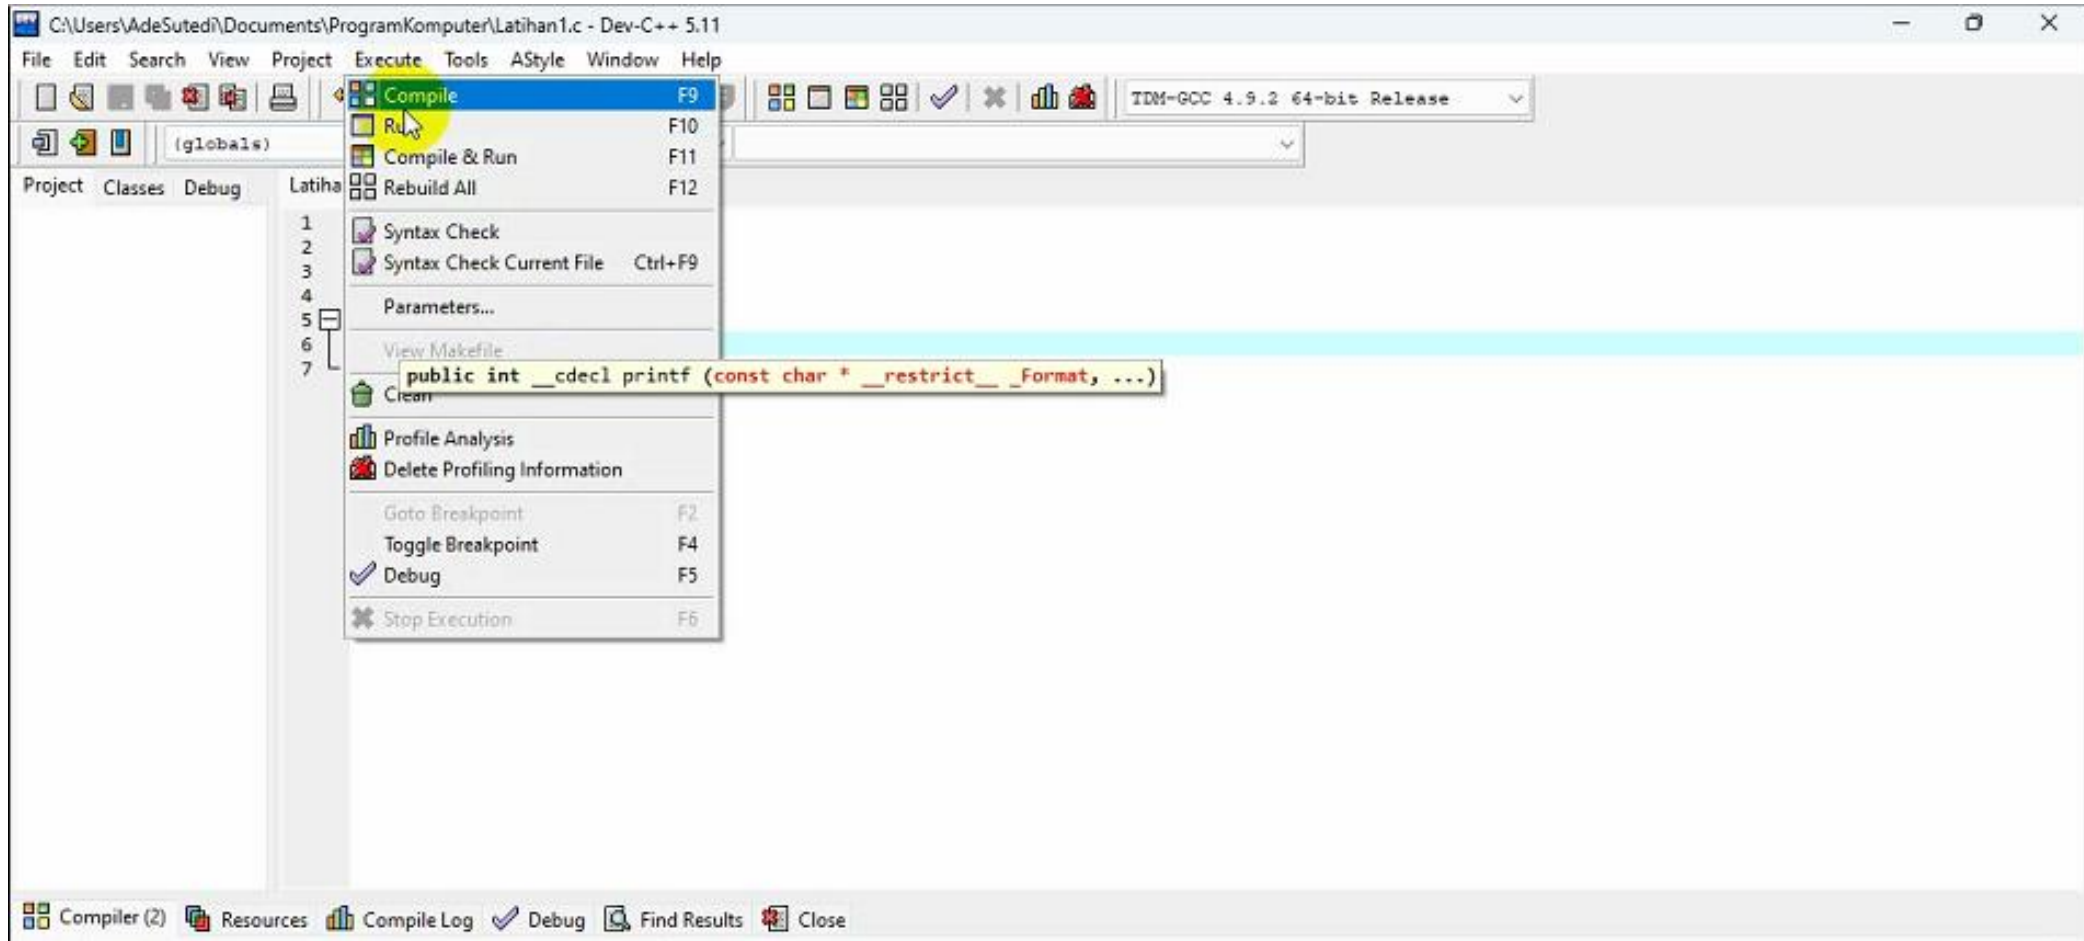 C:\Users\AdeSutedi\Documents\ProgramKomputer\Latihan1.c - Dev-C++ 5.11
File Edit Search View Project Execute Tools AStyle Window Help
TDM-GCC 4.9.2 64-bit Release
(globals)
Project Classes Debug
Latiha
Compile F9
Run F10
Compile & Run F11
Rebuild All F12
Syntax Check
Syntax Check Current File Ctrl+F9
Parameters...
View Makefile
public int __cdecl printf (const char * __restrict__ _Format, ...)
Clean
Profile Analysis
Delete Profiling Information
Goto Breakpoint F2
Toggle Breakpoint F4
Debug F5
Stop Execution F6
1
2
3
4
5
6
7
Compiler (2) Resources Compile Log Debug Find Results Close